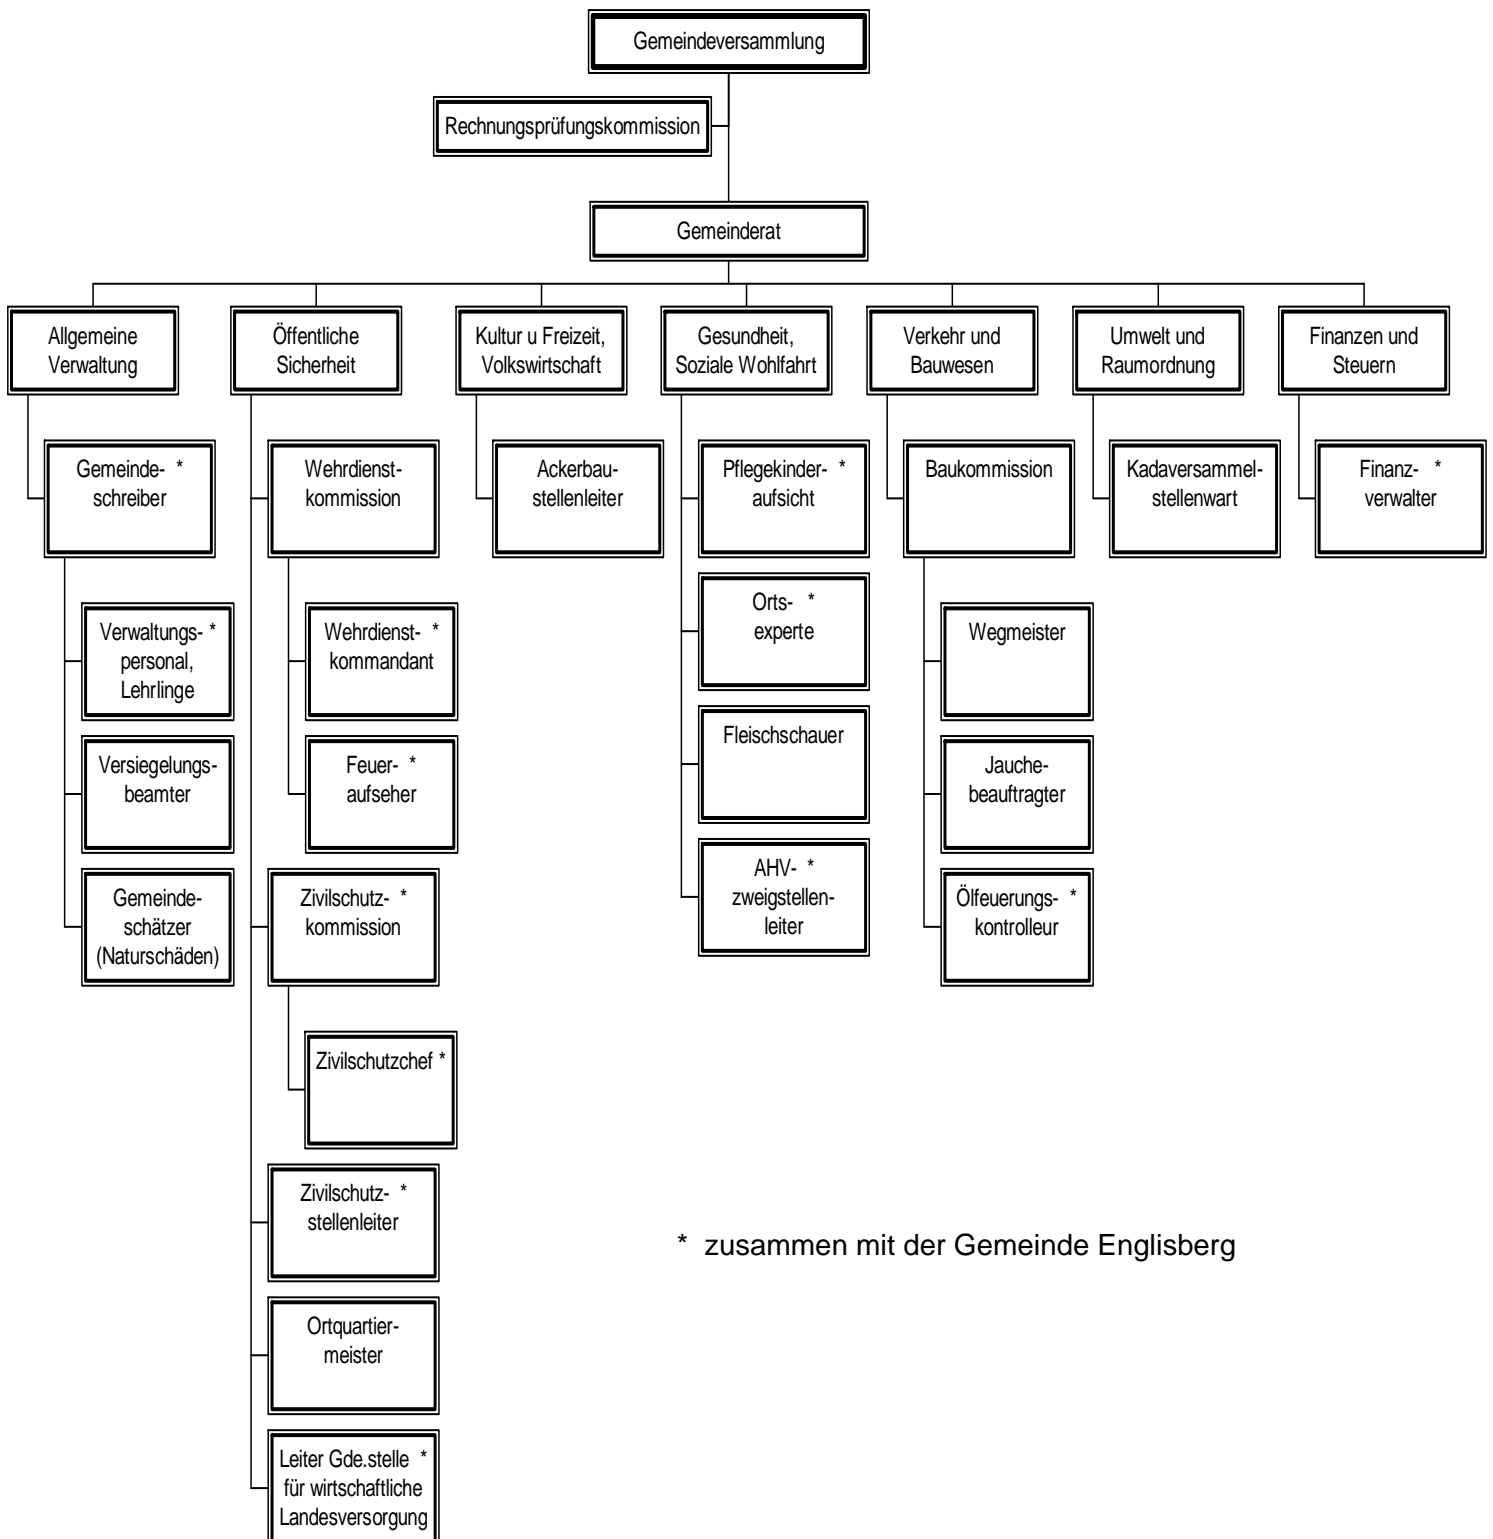 Gemeindeversammlung
Rechnungsprüfungskommission
Gemeinderat
Allgemeine
Verwaltung
Öffentliche
Sicherheit
Kultur u Freizeit,
Volkswirtschaft
Gesundheit,
Soziale Wohlfahrt
Verkehr und
Bauwesen
Umwelt und
Raumordnung
Finanzen und
Steuern
Gemeinde- *
schreiber
Verwaltungs- *
personal,
Lehrlinge
Versiegelungs-
beamter
Gemeinde-
schätzer
(Naturschäden)
Wehrdienst-
kommission
Wehrdienst- *
kommandant
Feuer- *
aufseher
Zivilschutz- *
kommission
Zivilschutzchef *
Zivilschutz- *
stellenleiter
Ortquartier-
meister
Leiter Gde.stelle *
für wirtschaftliche
Landesversorgung
Ackerbau-
stellenleiter
Pflegekinder- *
aufsicht
Orts- *
experte
Fleischschauer
AHV- *
zweigstellen-
leiter
Baukommission
Wegmeister
Jauche-
beauftragter
Ölfeuerungs- *
kontrolleur
Kadaversammel-
stellenwart
Finanz- *
verwalter
* zusammen mit der Gemeinde Englisberg